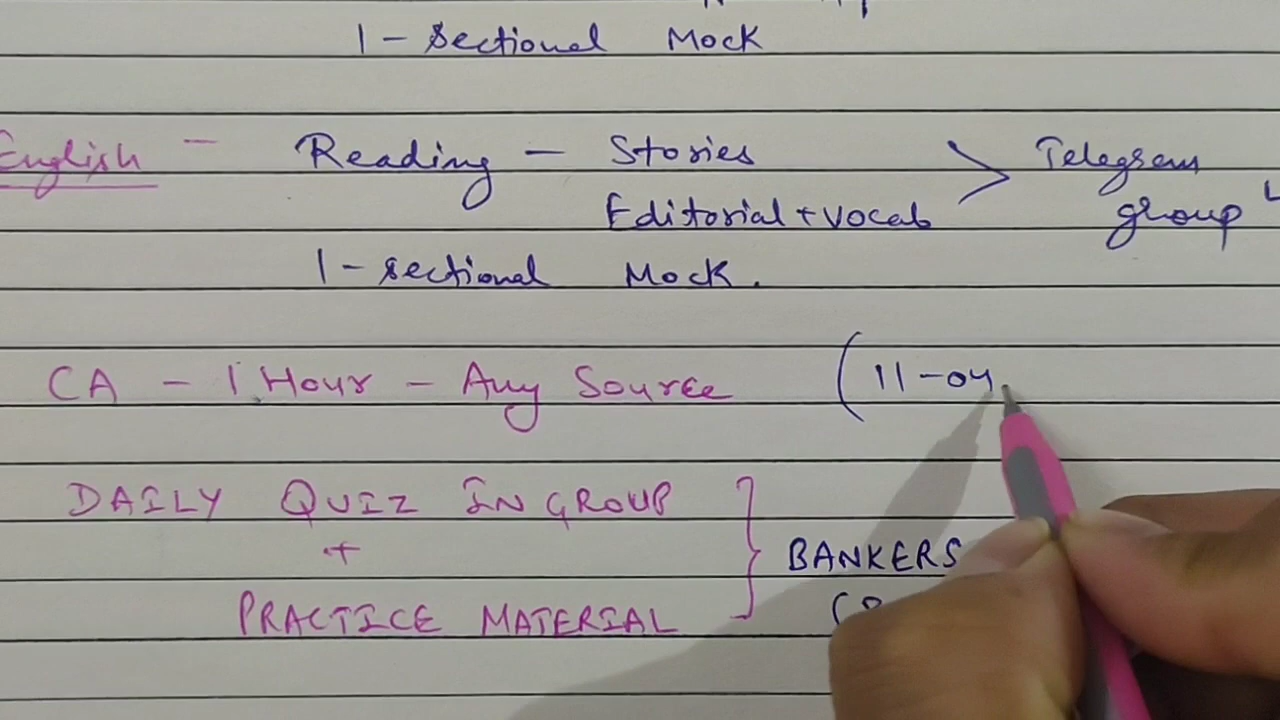 1 - Sectional Mock
English - Reading - Stories > Telegram
Editorial + Vocab group
1 - sectional Mock.
CA - 1 Hour - Any Source (11-04
DAILY QUIZ IN GROUP
+
BANKERS
PRACTICE MATERIAL